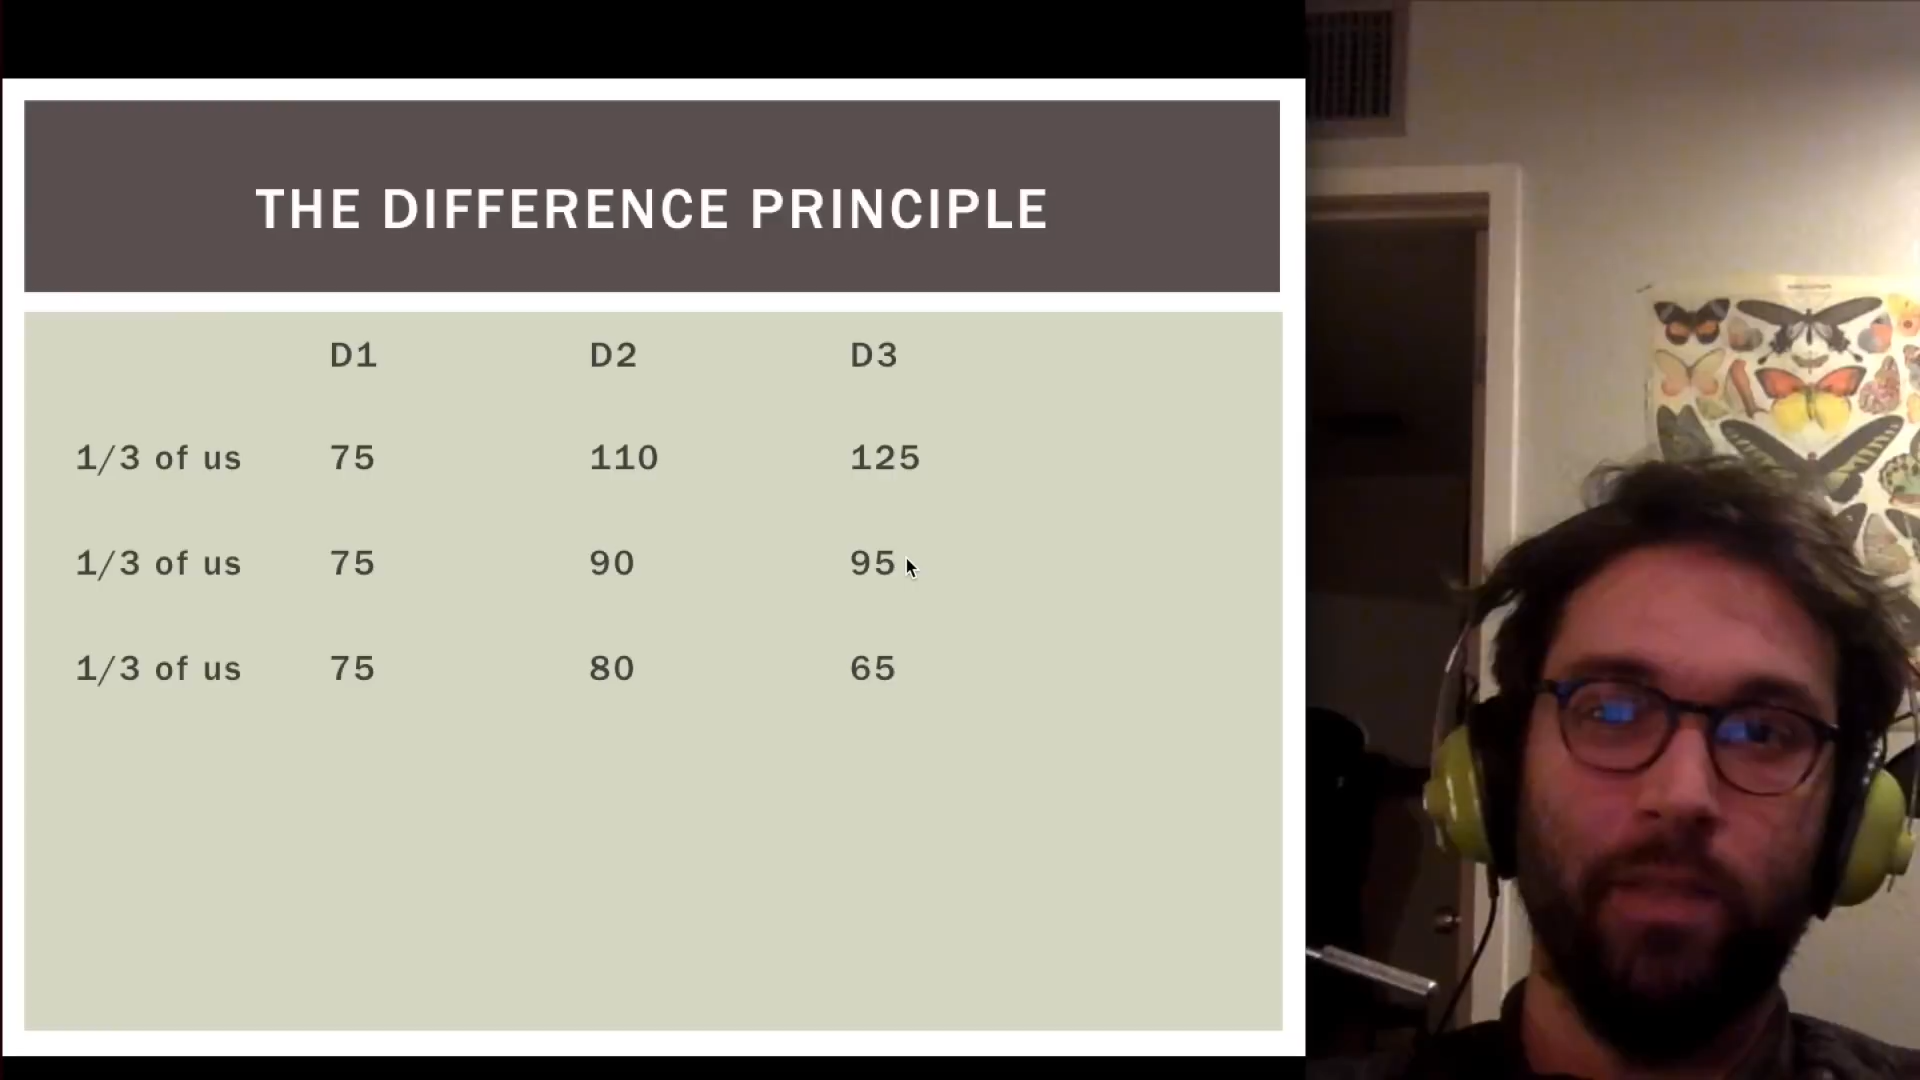 THE DIFFERENCE PRINCIPLE
D1 D2 D3
1/3 of us 75 110 125
1/3 of us 75 90 95
1/3 of us 75 80 65